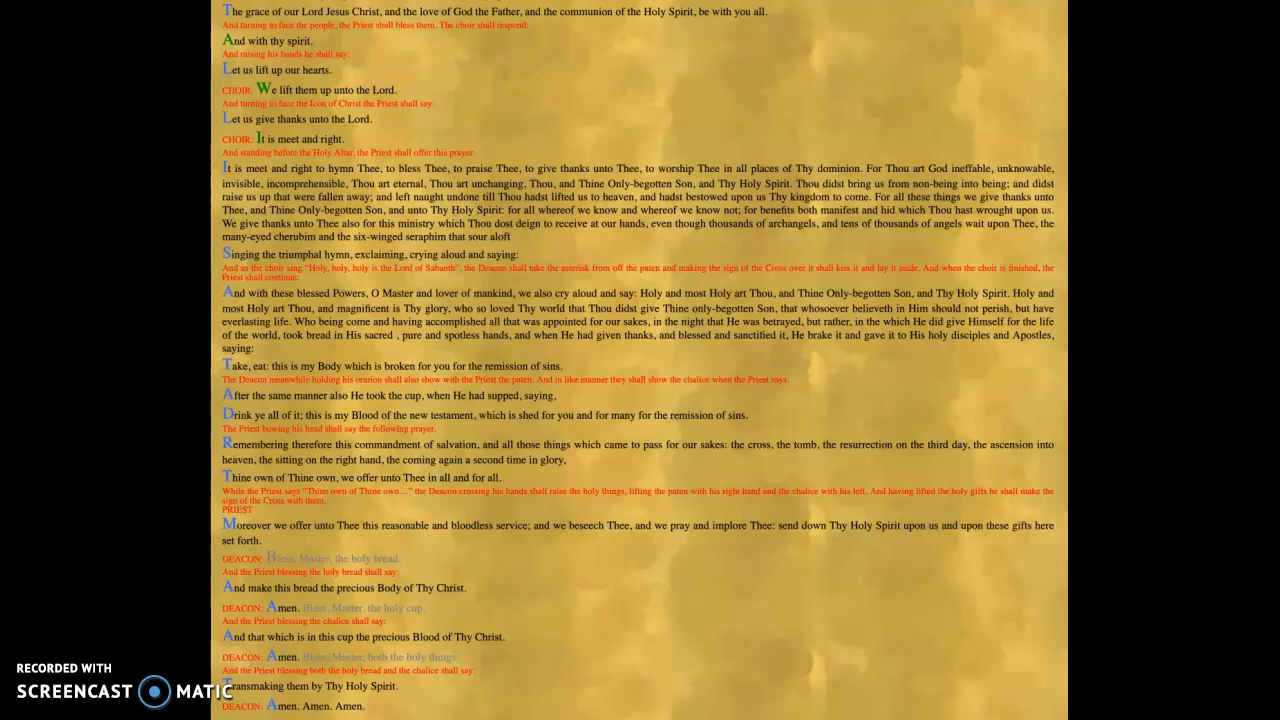 The grace of our Lord Jesus Christ, and the love of God the Father, and the communion of the Holy Spirit, be with you all.
And turning to face the people, the Priest shall bless them. The choir shall respond:
And with thy spirit.
And raising his hands he shall say:
Let us lift up our hearts.
CHOIR: We lift them up unto the Lord.
And turning to face the Icon of Christ the Priest shall say:
Let us give thanks unto the Lord.
CHOIR: It is meet and right.
And standing before the Holy Altar, the Priest shall offer this prayer.
It is meet and right to hymn Thee, to bless Thee, to praise Thee, to give thanks unto Thee, to worship Thee in all places of Thy dominion. For Thou art God ineffable, unknowable,
invisible, incomprehensible, Thou art eternal, Thou art unchanging, Thou, and Thine Only-begotten Son, and Thy Holy Spirit. Thou didst bring us from non-being into being; and didst
raise us up that were fallen away; and left naught undone till Thou hadst lifted us to heaven, and hadst bestowed upon us Thy kingdom to come. For all these things we give thanks unto
Thee, and Thine Only-begotten Son, and unto Thy Holy Spirit: for all whereof we know and whereof we know not; for benefits both manifest and hid which Thou hast wrought upon us.
We give thanks unto Thee also for this ministry which Thou dost deign to receive at our hands, even though thousands of archangels, and tens of thousands of angels wait upon Thee, the
many-eyed cherubim and the six-winged seraphim that sour aloft
Singing the triumphal hymn, exclaiming, crying aloud and saying:
And as the choir sing “Holy, holy, holy is the Lord of Sabaoth”, the Deacon shall take the asterisk from off the paten and making the sign of the Cross over it shall kiss it and lay it aside. And when the choir is finished, the
Priest shall continue:
And with these blessed Powers, O Master and lover of mankind, we also cry aloud and say: Holy and most Holy art Thou, and Thine Only-begotten Son, and Thy Holy Spirit. Holy and
most Holy art Thou, and magnificent is Thy glory, who so loved Thy world that Thou didst give Thine only-begotten Son, that whosoever believeth in Him should not perish, but have
everlasting life. Who being come and having accomplished all that was appointed for our sakes, in the night that He was betrayed, but rather, in the which He did give Himself for the life
of the world, took bread in His sacred , pure and spotless hands, and when He had given thanks, and blessed and sanctified it, He brake it and gave it to His holy disciples and Apostles,
saying:
Take, eat: this is my Body which is broken for you for the remission of sins.
The Deacon meanwhile holding his orarion shall also show with the Priest the paten. And in like manner they shall show the chalice when the Priest says.
After the same manner also He took the cup, when He had supped, saying,
Drink ye all of it; this is my Blood of the new testament, which is shed for you and for many for the remission of sins.
The Priest bowing his head shall say the following prayer.
Remembering therefore this commandment of salvation, and all those things which came to pass for our sakes: the cross, the tomb, the resurrection on the third day, the ascension into
heaven, the sitting on the right hand, the coming again a second time in glory,
Thine own of Thine own, we offer unto Thee in all and for all.
While the Priest says “Thine own of Thine own…” the Deacon crossing his hands shall raise the holy things, lifting the paten with his right hand and the chalice with his left. And having lifted the holy gifts he shall make the
sign of the Cross with them.
PRIEST
Moreover we offer unto Thee this reasonable and bloodless service; and we beseech Thee, and we pray and implore Thee: send down Thy Holy Spirit upon us and upon these gifts here
set forth.
DEACON: Bless, Master, the holy bread.
And the Priest blessing the holy bread shall say:
And make this bread the precious Body of Thy Christ.
DEACON: Amen. Bless, Master, the holy cup.
And the Priest blessing the chalice shall say:
And that which is in this cup the precious Blood of Thy Christ.
DEACON: Amen. Bless, Master, both the holy things.
And the Priest blessing both the holy bread and the chalice shall say:
Transmaking them by Thy Holy Spirit.
DEACON: Amen. Amen. Amen.
RECORDED WITH
SCREENCAST MATIC